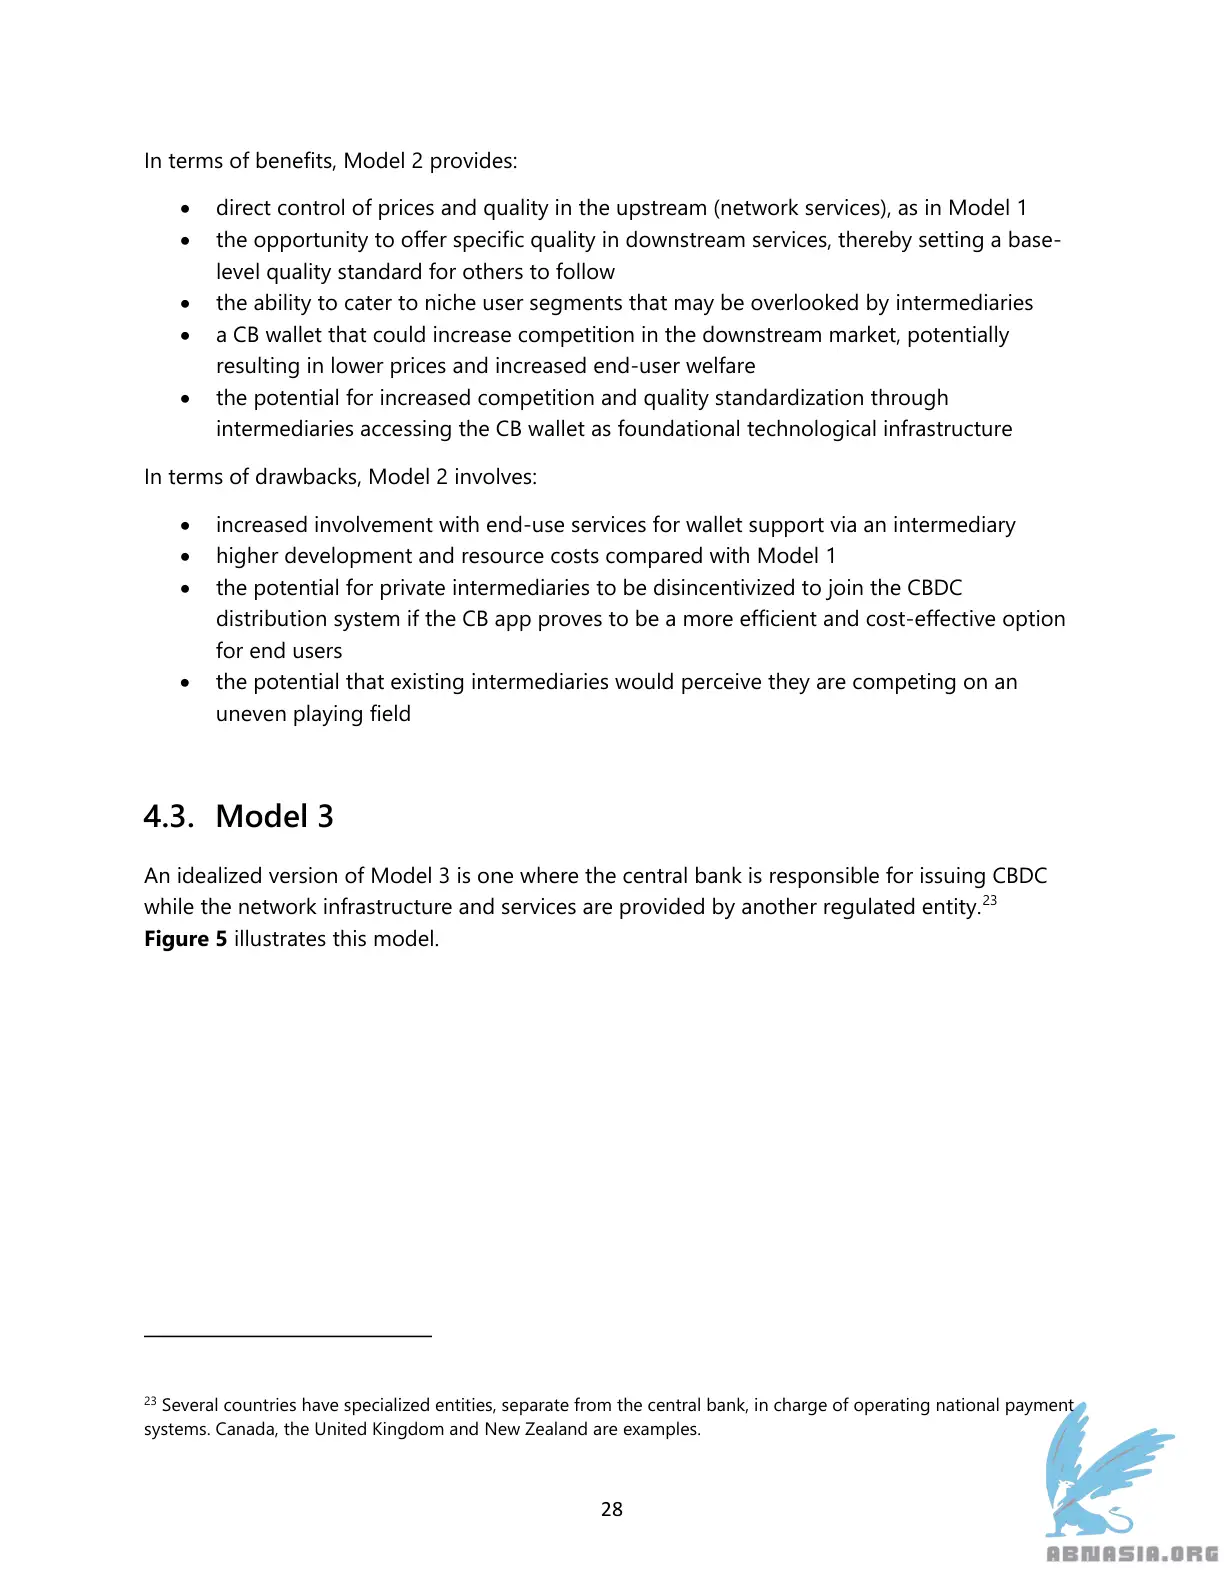 In terms of benefits, Model 2 provides:
• direct control of prices and quality in the upstream (network services), as in Model 1
• the opportunity to offer specific quality in downstream services, thereby setting a base-
level quality standard for others to follow
• the ability to cater to niche user segments that may be overlooked by intermediaries
• a CB wallet that could increase competition in the downstream market, potentially
resulting in lower prices and increased end-user welfare
• the potential for increased competition and quality standardization through
intermediaries accessing the CB wallet as foundational technological infrastructure
In terms of drawbacks, Model 2 involves:
• increased involvement with end-use services for wallet support via an intermediary
• higher development and resource costs compared with Model 1
• the potential for private intermediaries to be disincentivized to join the CBDC
distribution system if the CB app proves to be a more efficient and cost-effective option
for end users
• the potential that existing intermediaries would perceive they are competing on an
uneven playing field
4.3. Model 3
An idealized version of Model 3 is one where the central bank is responsible for issuing CBDC
while the network infrastructure and services are provided by another regulated entity.23
Figure 5 illustrates this model.
23 Several countries have specialized entities, separate from the central bank, in charge of operating national payment
systems. Canada, the United Kingdom and New Zealand are examples.
28
ABNASIA.ORG